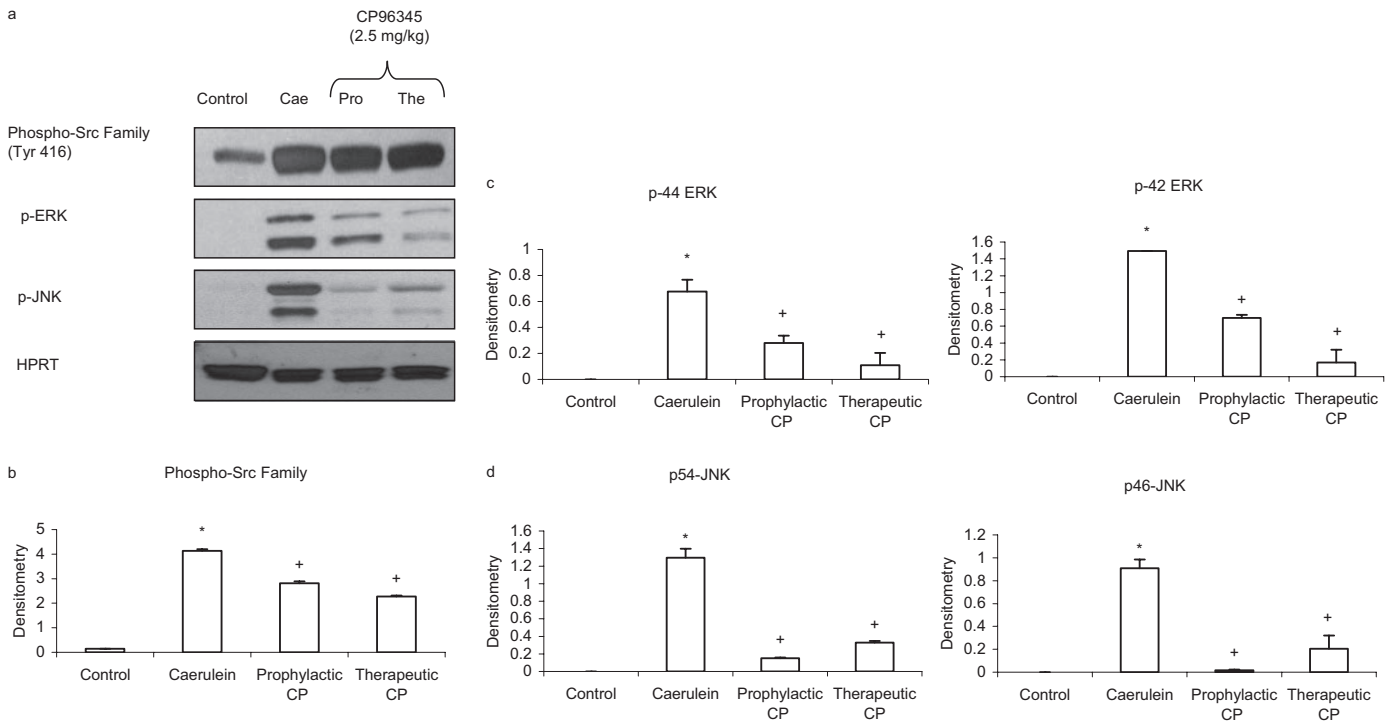 a
CP96345
(2.5 mg/kg)
Control Cae Pro The
Phospho-Src Family
(Tyr 416)
p-ERK
p-JNK
HPRT
b
Phospho-Src Family
Densitometry
5
4
3
2
1
0
Control Caerulein Prophylactic CP Therapeutic CP
c
p-44 ERK
Densitometry
1
0.8
0.6
0.4
0.2
0
*
+
+
Control Caerulein Prophylactic CP Therapeutic CP
p-42 ERK
Densitometry
1.6
1.4
1.2
1
0.8
0.6
0.4
0.2
0
*
+
+
Control Caerulein Prophylactic CP Therapeutic CP
*
+
+
d
p54-JNK
Densitometry
1.6
1.4
1.2
1
0.8
0.6
0.4
0.2
0
*
+
+
Control Caerulein Prophylactic CP Therapeutic CP
p46-JNK
Densitometry
1.2
1
0.8
0.6
0.4
0.2
0
*
+
+
Control Caerulein Prophylactic CP Therapeutic CP